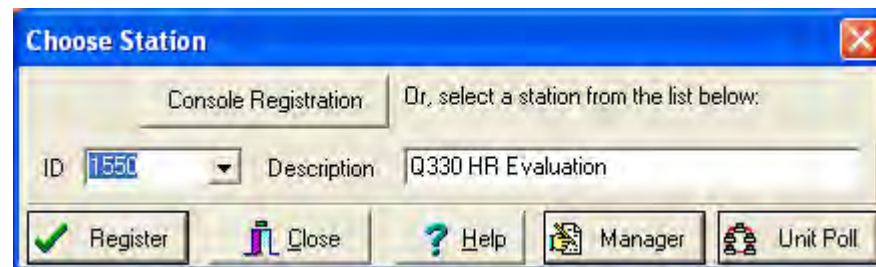 Choose Station
Console Registration Or, select a station from the list below:
ID 1550 Description Q330 HR Evaluation
Register Close Help Manager Unit Poll